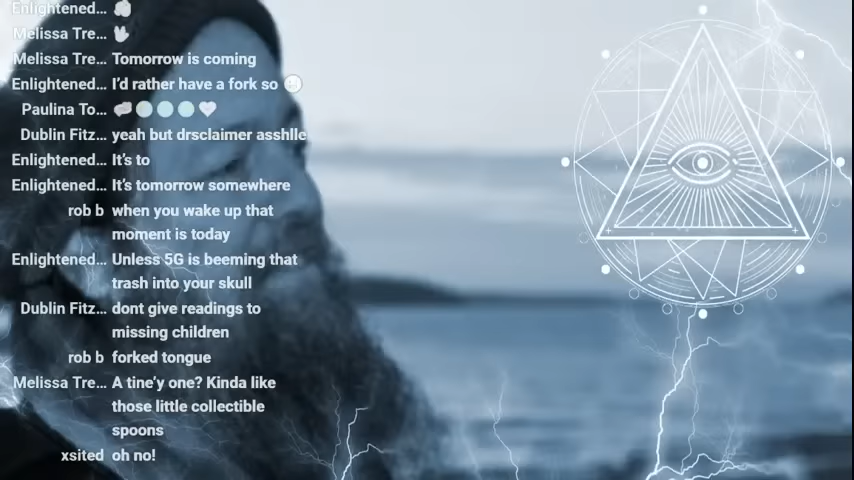 Enlightened...
Melissa Tre...
Melissa Tre... Tomorrow is coming
Enlightened... I'd rather have a fork so
Paulina To...
Dublin Fitz... yeah but drsclaimer asshlle
Enlightened... It's to
Enlightened... It's tomorrow somewhere
rob b when you wake up that
moment is today
Enlightened... Unless 5G is beeming that
trash into your skull
Dublin Fitz... dont give readings to
missing children
rob b forked tongue
Melissa Tre... A tine'y one? Kinda like
those little collectible
spoons
xsited oh no!